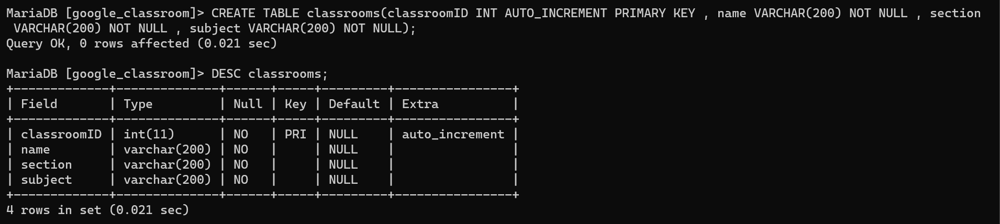 MariaDB [google_classroom]> CREATE TABLE classrooms(classroomID INT AUTO_INCREMENT PRIMARY KEY , name VARCHAR(200) NOT NULL , section
 VARCHAR(200) NOT NULL , subject VARCHAR(200) NOT NULL);
Query OK, 0 rows affected (0.021 sec)

MariaDB [google_classroom]> DESC classrooms;
+-------------+--------------+------+-----+---------+----------------+
| Field       | Type         | Null | Key | Default | Extra          |
+-------------+--------------+------+-----+---------+----------------+
| classroomID | int(11)      | NO   | PRI | NULL    | auto_increment |
| name        | varchar(200) | NO   |     | NULL    |                |
| section     | varchar(200) | NO   |     | NULL    |                |
| subject     | varchar(200) | NO   |     | NULL    |                |
+-------------+--------------+------+-----+---------+----------------+
4 rows in set (0.021 sec)